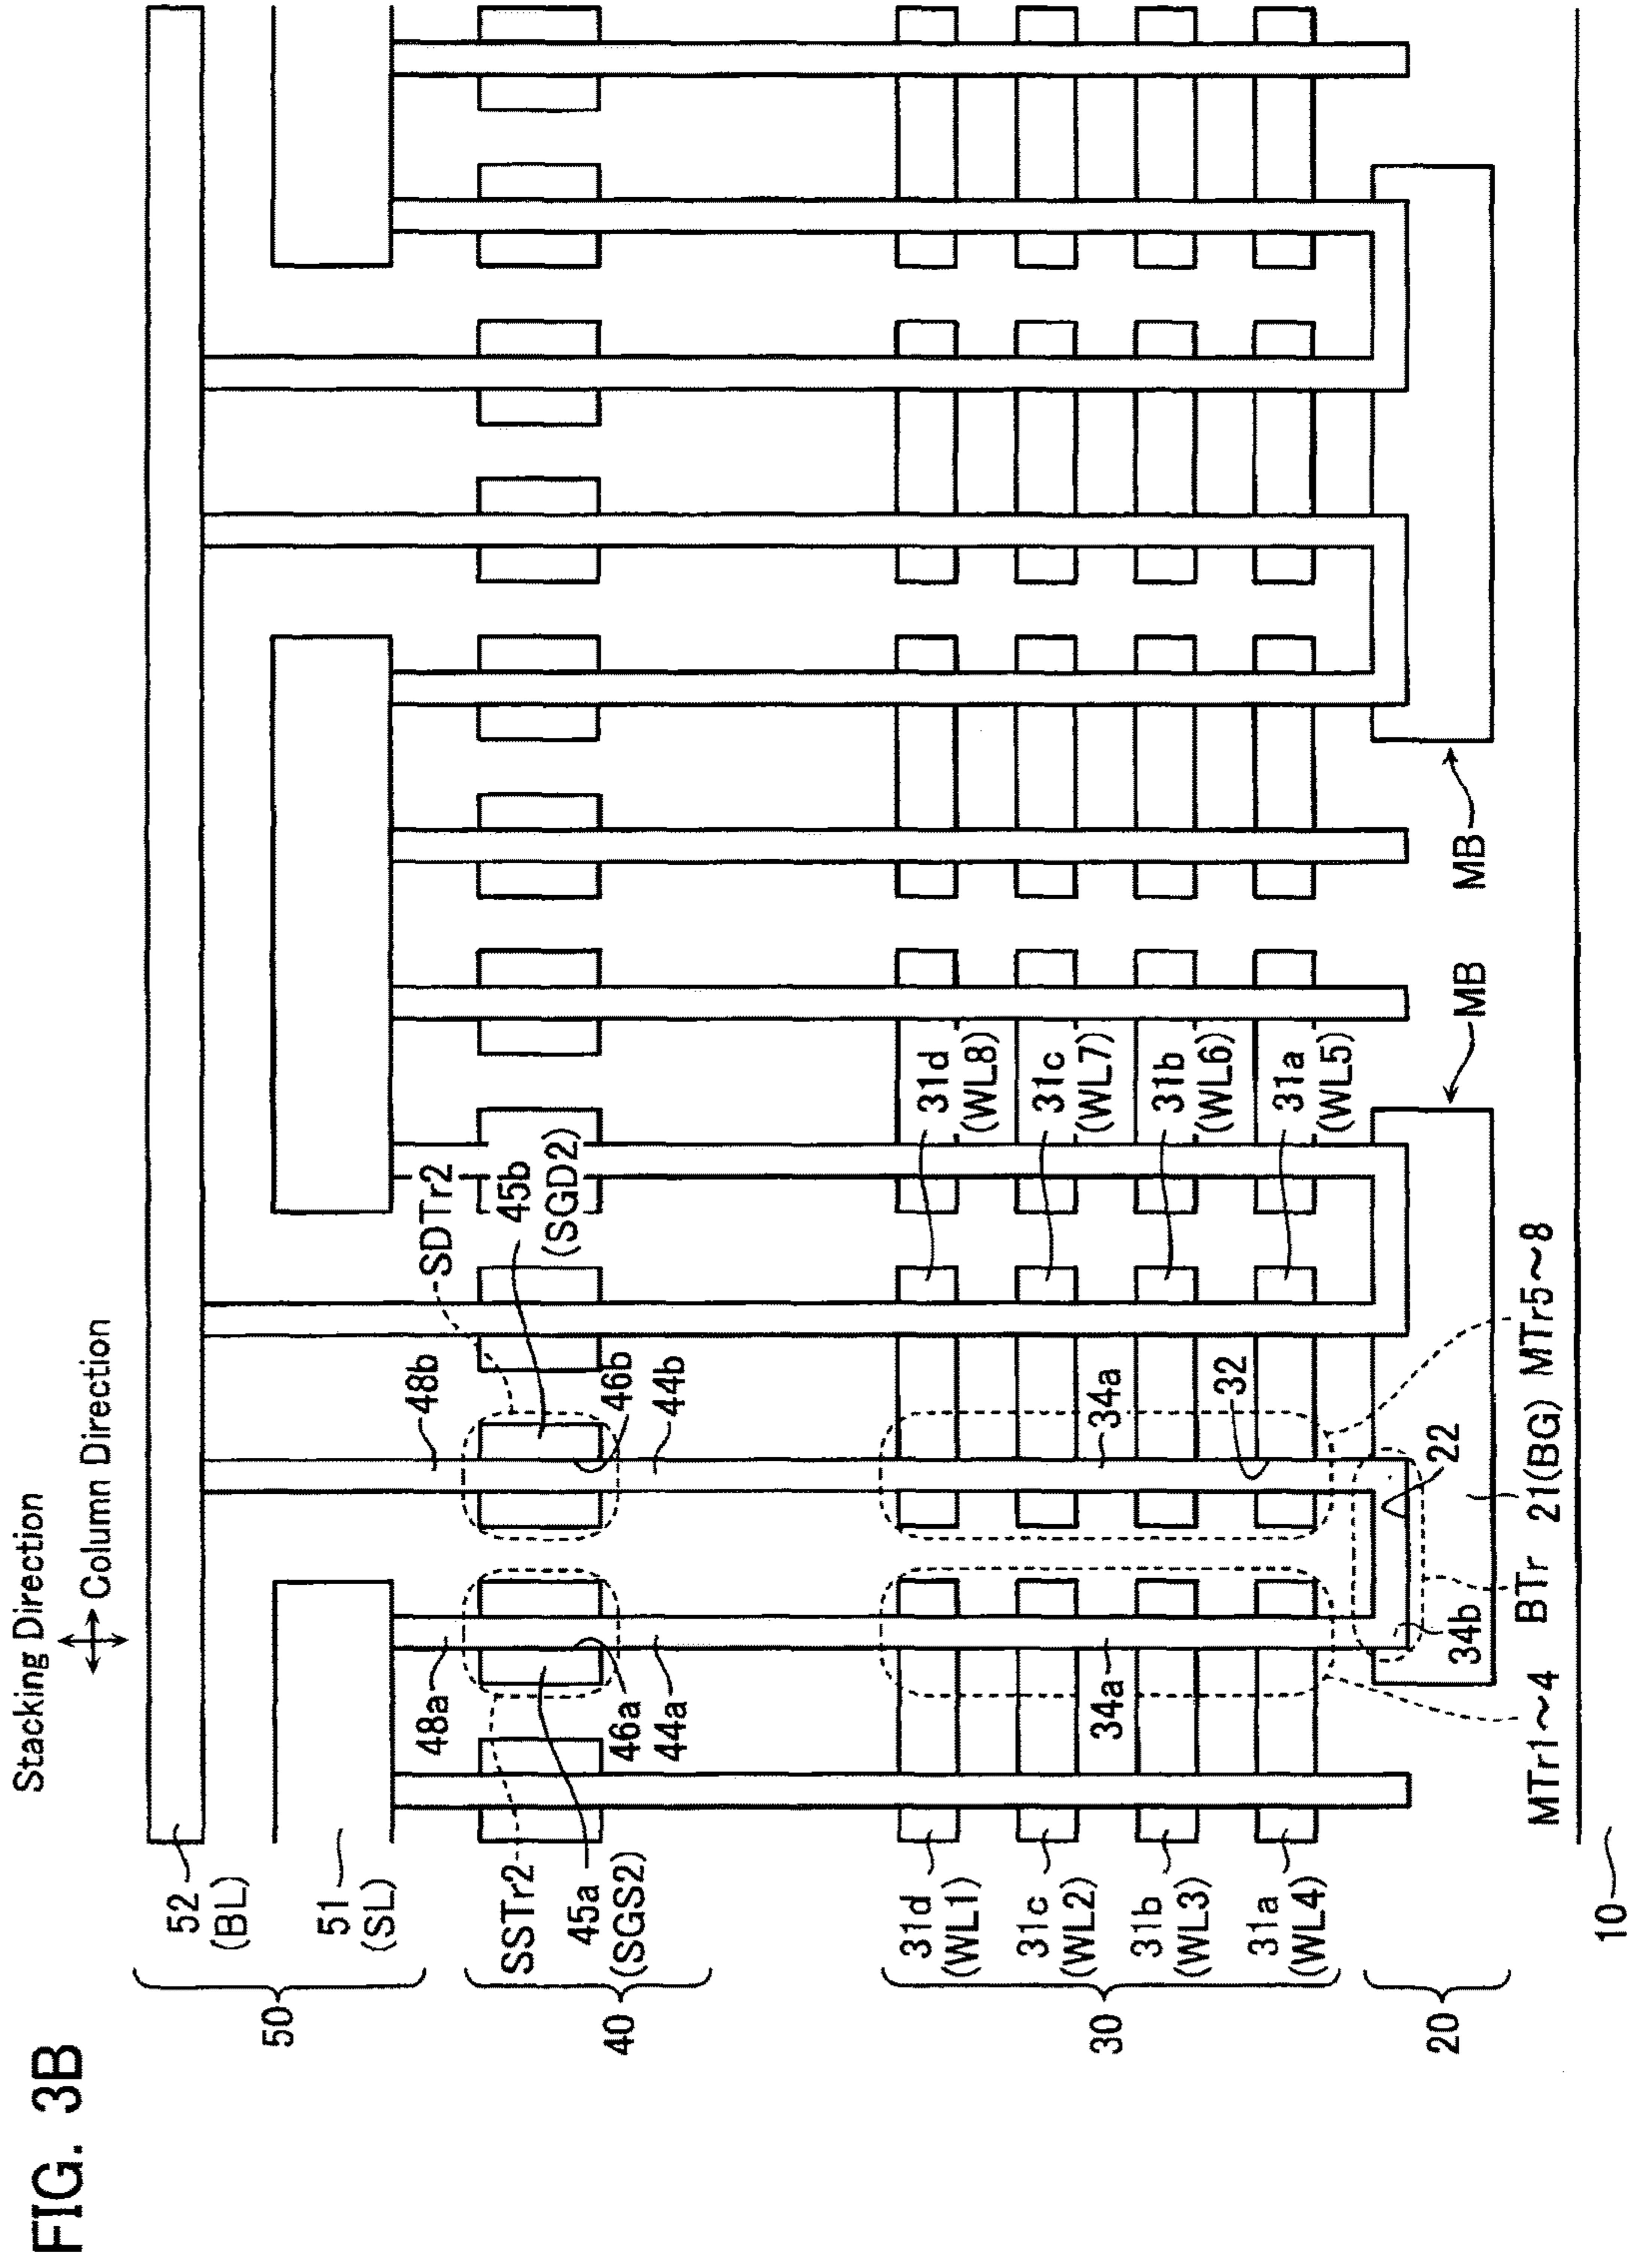 FIG. 3B
Stacking Direction
Column Direction
50
52
(BL)
51
(SL)
40
SSTr2
45a
(SGS2)
48a
46a
44a
48b
SDTr2
45b
(SGD2)
46b
44b
30
31d
(WL1)
31c
(WL2)
31b
(WL3)
31a
(WL4)
34a
34a
32
31d
(WL8)
31c
(WL7)
31b
(WL6)
31a
(WL5)
20
34b
22
MB
MB
MTr1~4
BTr
21(BG)
MTr5~8
10